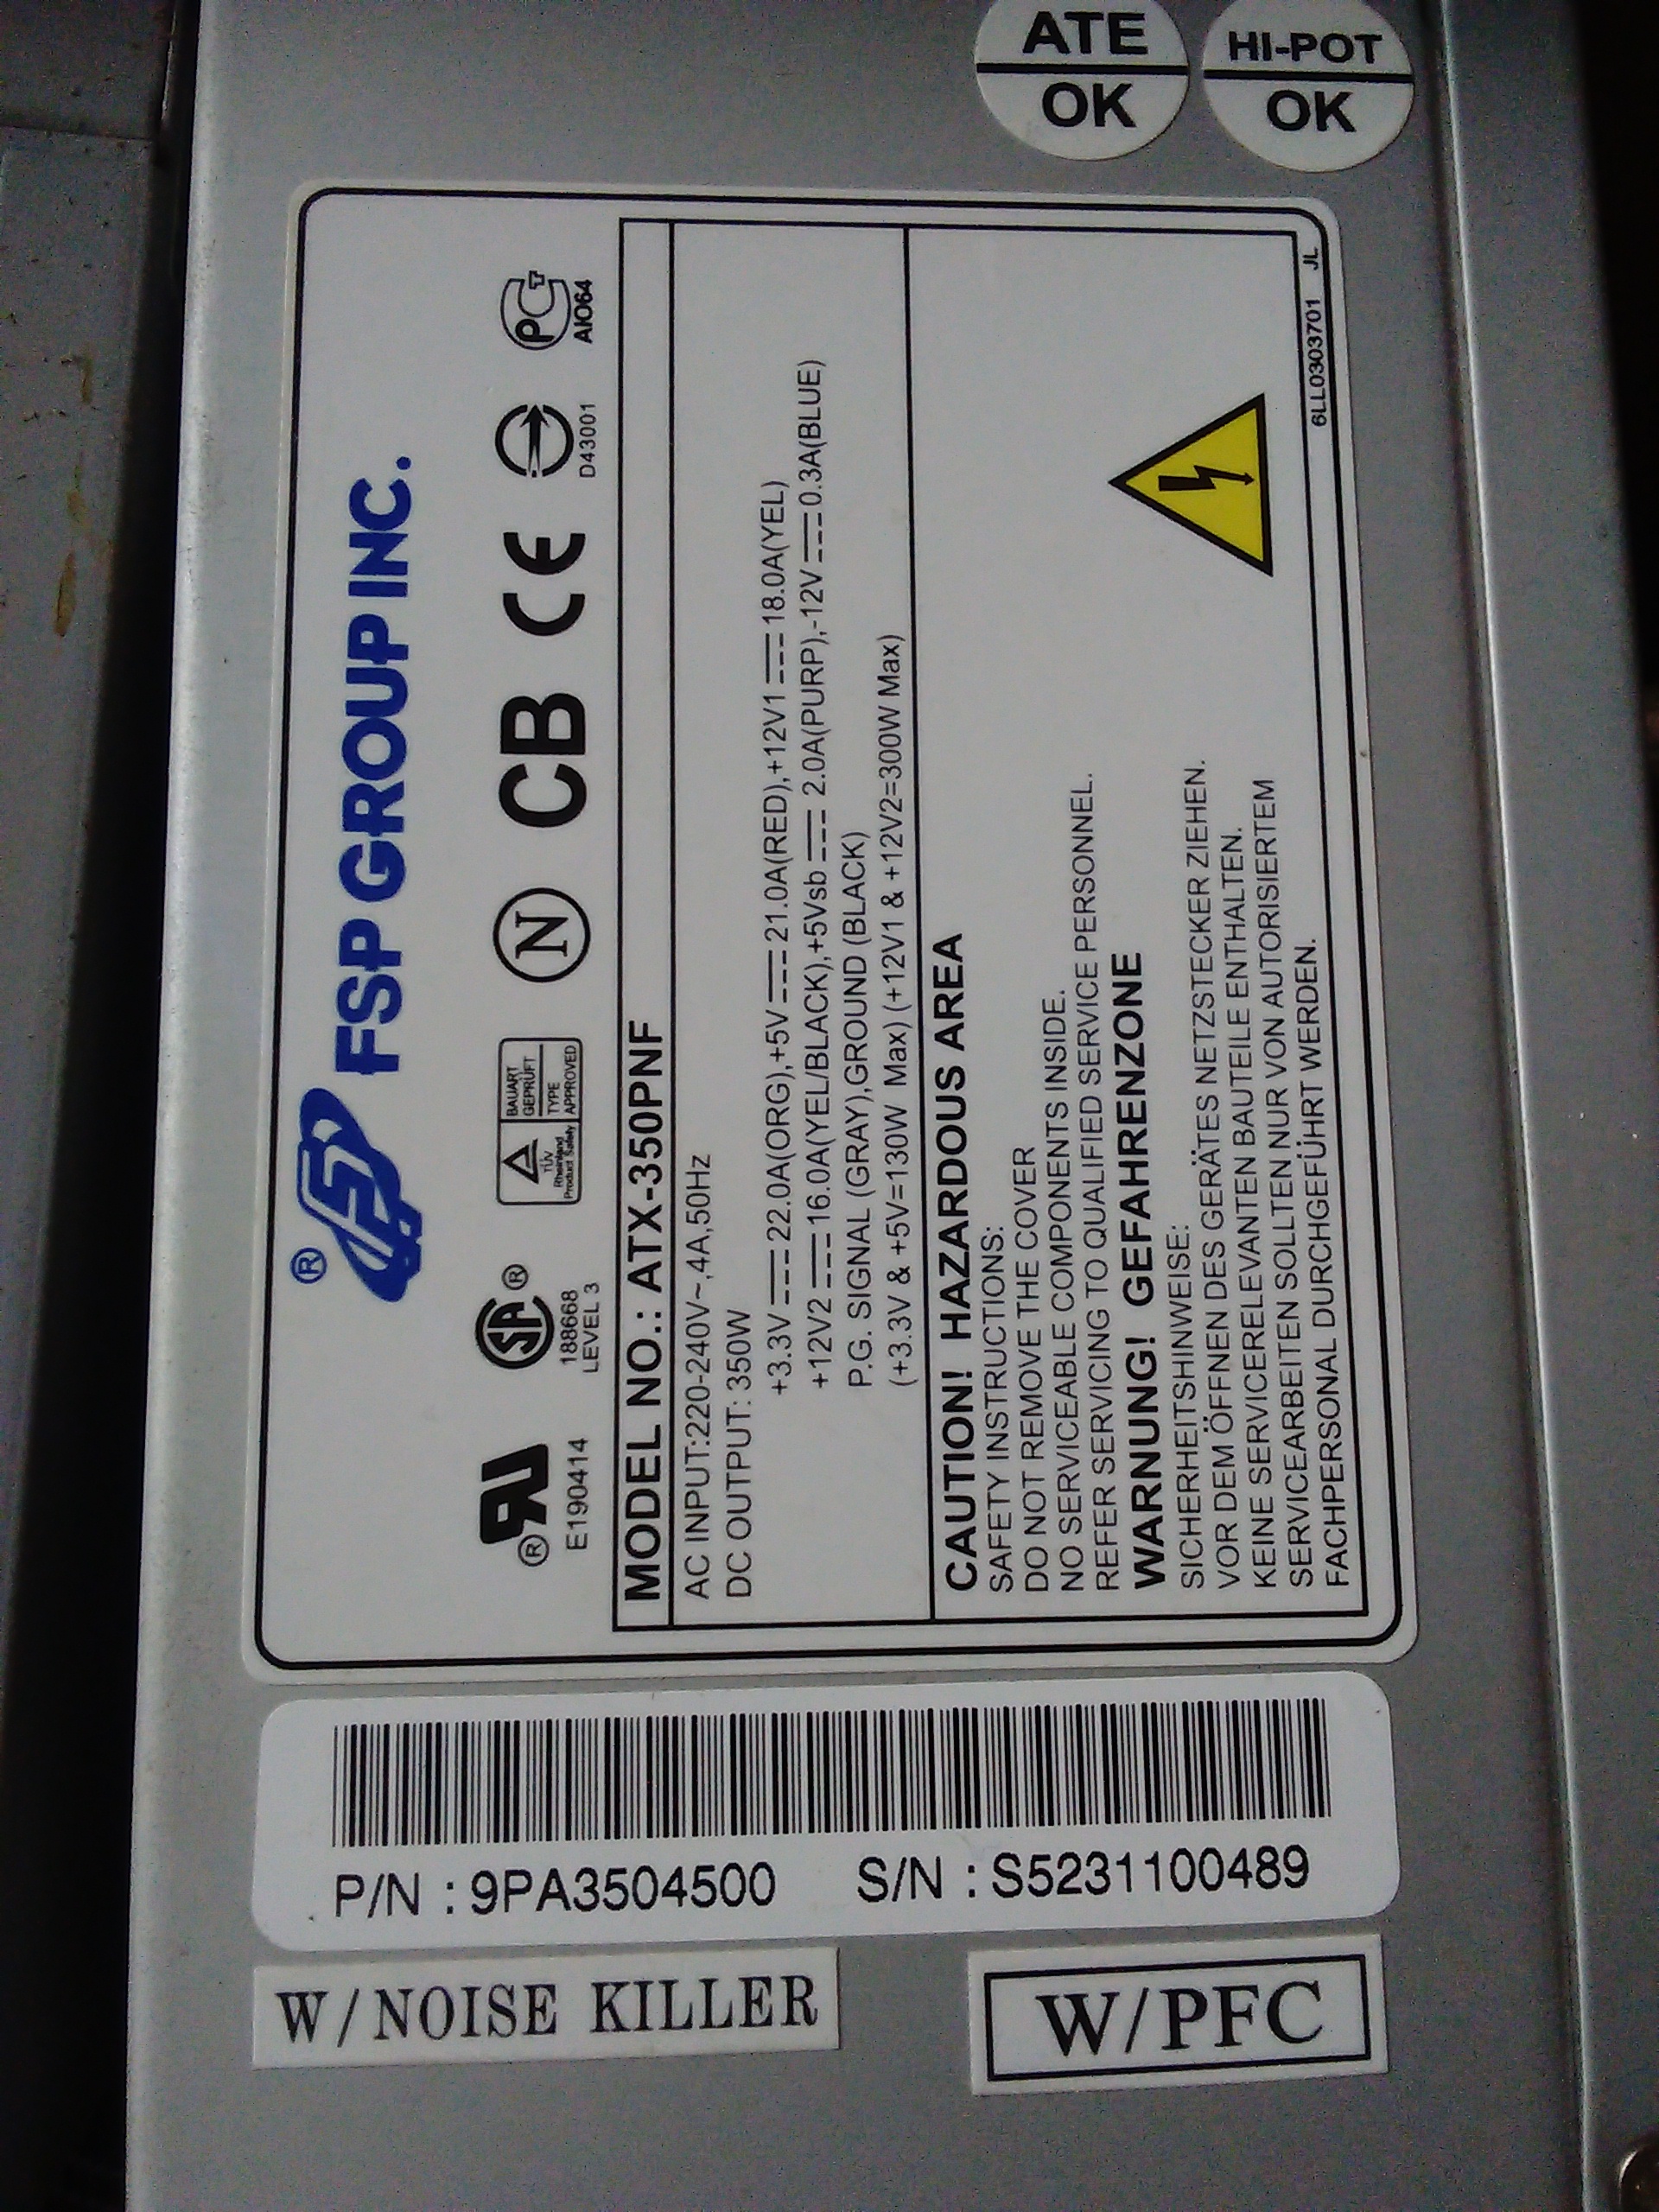 ATE
OK
HI-POT
OK
® FSP GROUP INC.
® RU
E190414
SA ®
188668
LEVEL 3
TÜV
Rheinland
Product Safety
BAUART
GEPRÜFT
TYPE
APPROVED
N
CB
CE
D43001
PCT
АЮ64
MODEL NO.: ATX-350PNF
AC INPUT:220-240V~,4A,50Hz
DC OUTPUT: 350W
+3.3V⎓22.0A(ORG),+5V⎓21.0A(RED),+12V1⎓18.0A(YEL)
+12V2⎓16.0A(YEL/BLACK),+5Vsb⎓2.0A(PURP),-12V⎓0.3A(BLUE)
P.G. SIGNAL (GRAY),GROUND (BLACK)
(+3.3V & +5V=130W Max) (+12V1 & +12V2=300W Max)
CAUTION! HAZARDOUS AREA
SAFETY INSTRUCTIONS:
DO NOT REMOVE THE COVER
NO SERVICEABLE COMPONENTS INSIDE.
REFER SERVICING TO QUALIFIED SERVICE PERSONNEL.
WARNUNG! GEFAHRENZONE
SICHERHEITSHINWEISE:
VOR DEM ÖFFNEN DES GERÄTES NETZSTECKER ZIEHEN.
KEINE SERVICERELEVANTEN BAUTEILE ENTHALTEN.
SERVICEARBEITEN SOLLTEN NUR VON AUTORISIERTEM
FACHPERSONAL DURCHGEFÜHRT WERDEN.
6LL0303701 JL
P/N : 9PA3504500 S/N : S5231100489
W/NOISE KILLER
W/PFC